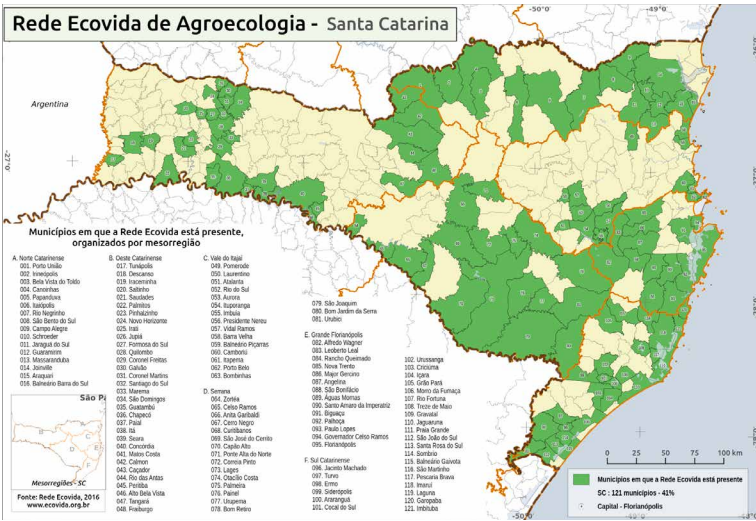 Rede Ecovida de Agroecologia - Santa Catarina
-50°0'
-49°0'
Argentina
-27°0'
Municípios em que a Rede Ecovida está presente,
organizados por mesorregião
A. Norte Catarinense
001. Porto União
002. Irineópolis
003. Bela Vista do Toldo
004. Canoinhas
005. Papanduva
006. Itaiópolis
007. Rio Negrinho
008. São Bento do Sul
009. Campo Alegre
010. Schroeder
011. Jaraguá do Sul
012. Guaramirim
013. Massaranduba
014. Joinville
015. Araquari
016. Balneário Barra do Sul
B. Oeste Catarinense
017. Tunápolis
018. Descanso
019. Iraceminha
020. Saltinho
021. Saudades
022. Palmitos
023. Pinhalzinho
024. Novo Horizonte
025. Irati
026. Jupiá
027. Formosa do Sul
028. Quilombo
029. Coronel Freitas
030. Galvão
031. Coronel Martins
032. Santiago do Sul
033. Marema
034. São Domingos
035. Guatambú
036. Chapecó
037. Paial
038. Itá
039. Seara
040. Concórdia
041. Matos Costa
042. Calmon
043. Caçador
044. Rio das Antas
045. Peritiba
046. Alto Bela Vista
047. Tangará
048. Fraiburgo
C. Vale do Itajaí
049. Pomerode
050. Laurentino
051. Atalanta
052. Rio do Sul
053. Aurora
054. Ituporanga
055. Imbuia
056. Presidente Nereu
057. Vidal Ramos
058. Barra Velha
059. Balneário Piçarras
060. Camboriú
061. Itapema
062. Porto Belo
063. Bombinhas
D. Serrana
064. Zortéa
065. Celso Ramos
066. Anita Garibaldi
067. Cerro Negro
068. Curitibanos
069. São José do Cerrito
070. Capão Alto
071. Ponte Alta do Norte
072. Correia Pinto
073. Lages
074. Otacílio Costa
075. Palmeira
076. Painel
077. Urupema
078. Bom Retiro
079. São Joaquim
080. Bom Jardim da Serra
081. Urubici
E. Grande Florianópolis
082. Alfredo Wagner
083. Leoberto Leal
084. Rancho Queimado
085. Nova Trento
086. Major Gercino
087. Angelina
088. São Bonifácio
089. Águas Mornas
090. Santo Amaro da Imperatriz
091. Biguaçu
092. Palhoça
093. Paulo Lopes
094. Governador Celso Ramos
095. Florianópolis
F. Sul Catarinense
096. Jacinto Machado
097. Turvo
098. Ermo
099. Siderópolis
100. Araranguá
101. Cocal do Sul
102. Urussanga
103. Criciúma
104. Içara
105. Grão Pará
106. Morro da Fumaça
107. Rio Fortuna
108. Treze de Maio
109. Gravatal
110. Jaguaruna
111. Praia Grande
112. São João do Sul
113. Santa Rosa do Sul
114. Sombrio
115. Balneário Gaivota
116. São Martinho
117. Pescaria Brava
118. Imaruí
119. Laguna
120. Garopaba
121. Imbituba
São Pa
A
B
C
D
E
F
Mesorregiões - SC
Fonte: Rede Ecovida, 2016
www.ecovida.org.br
0 25 50 75 100 km
Municípios em que a Rede Ecovida está presente
SC : 121 municípios - 41%
Capital - Florianópolis
-50°0'
-49°0'